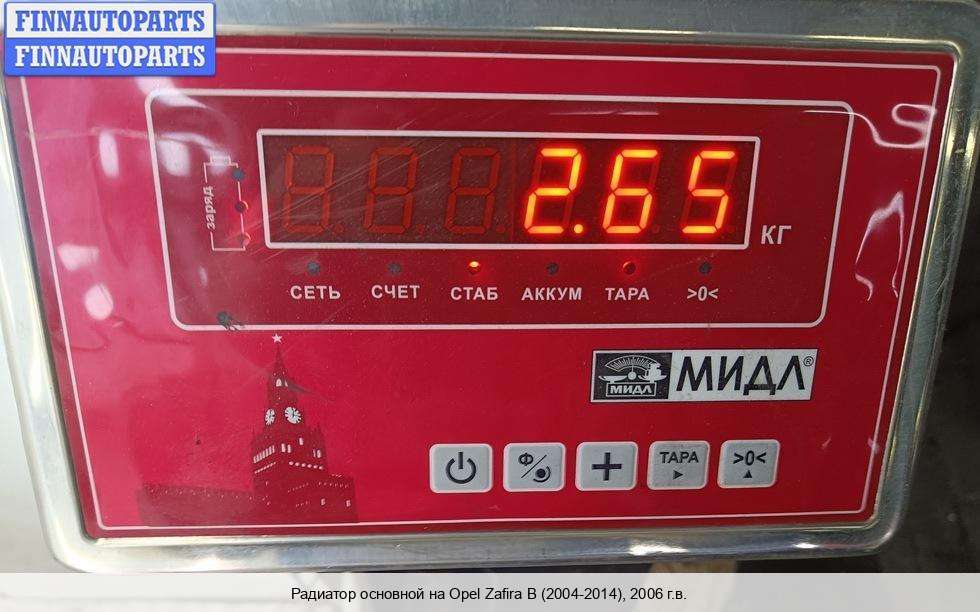 FINNAUTOPARTS
FINNAUTOPARTS
заряд
2.65
КГ
СЕТЬ СЧЕТ СТАБ АККУМ ТАРА >0<
МИДЛ МИДЛ®
Ф ТАРА >0<
Радиатор основной на Opel Zafira B (2004-2014), 2006 г.в.